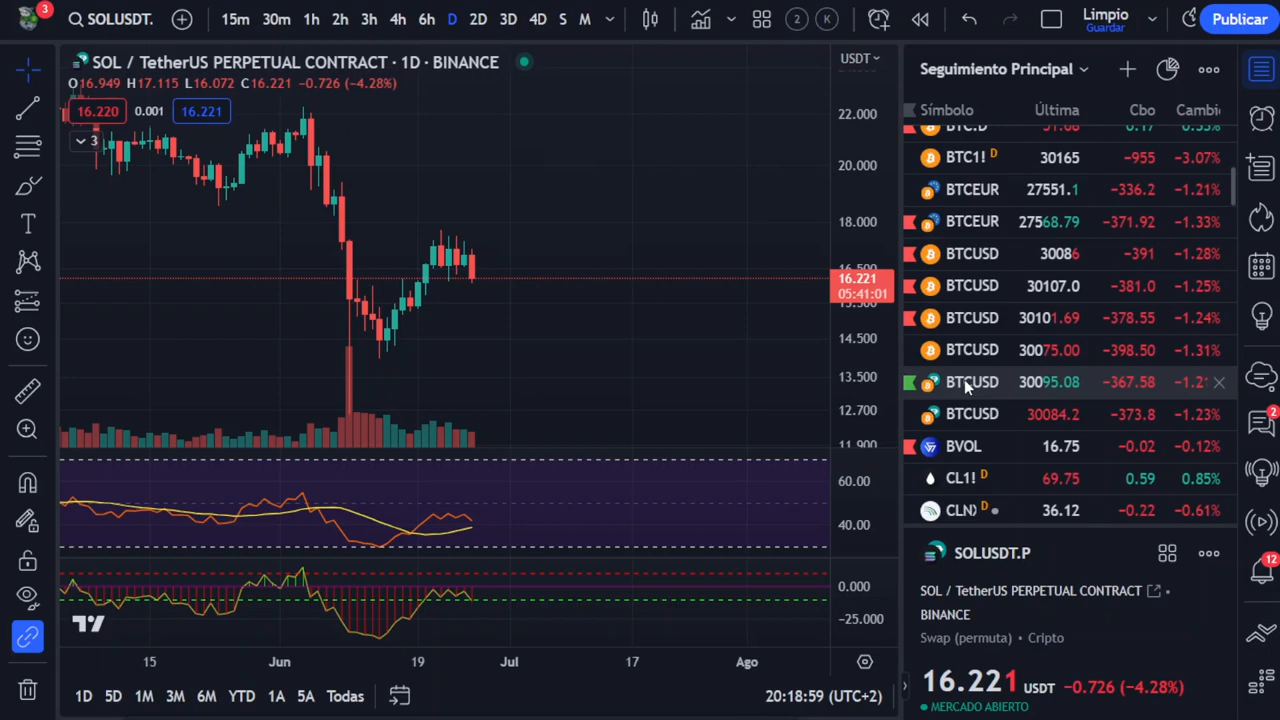 3
SOLUSDT.
15m 30m 1h 2h 3h 4h 6h D 2D 3D 4D S M
2 K
Limpio
Guardar
Publicar
SOL / TetherUS PERPETUAL CONTRACT · 1D · BINANCE
O16.949 H17.115 L16.072 C16.221 −0.726 (−4.28%)
16.220 0.001 16.221
3
USDT
22.000
20.000
18.000
16.221
05:41:01
14.500
13.500
12.700
11.900
60.00
40.00
0.000
−25.000
15 Jun 19 Jul 17 Ago
1D 5D 1M 3M 6M YTD 1A 5A Todas
20:18:59 (UTC+2)
Seguimiento Principal
Símbolo Última Cbo Cambi
BTC1! D 30165 −955 −3.07%
BTCEUR 27551.1 −336.2 −1.21%
BTCEUR 27568.79 −371.92 −1.33%
BTCUSD 30086 −391 −1.28%
BTCUSD 30107.0 −381.0 −1.25%
BTCUSD 30101.69 −378.55 −1.24%
BTCUSD 30075.00 −398.50 −1.31%
BTCUSD 30095.08 −367.58 −1.2
BTCUSD 30084.2 −373.8 −1.23%
BVOL 16.75 −0.02 −0.12%
CL1! D 69.75 0.59 0.85%
CLN D 36.12 −0.22 −0.61%
SOLUSDT.P
SOL / TetherUS PERPETUAL CONTRACT •
BINANCE
Swap (permuta) • Cripto
16.221 USDT −0.726 (−4.28%)
MERCADO ABIERTO
2
12